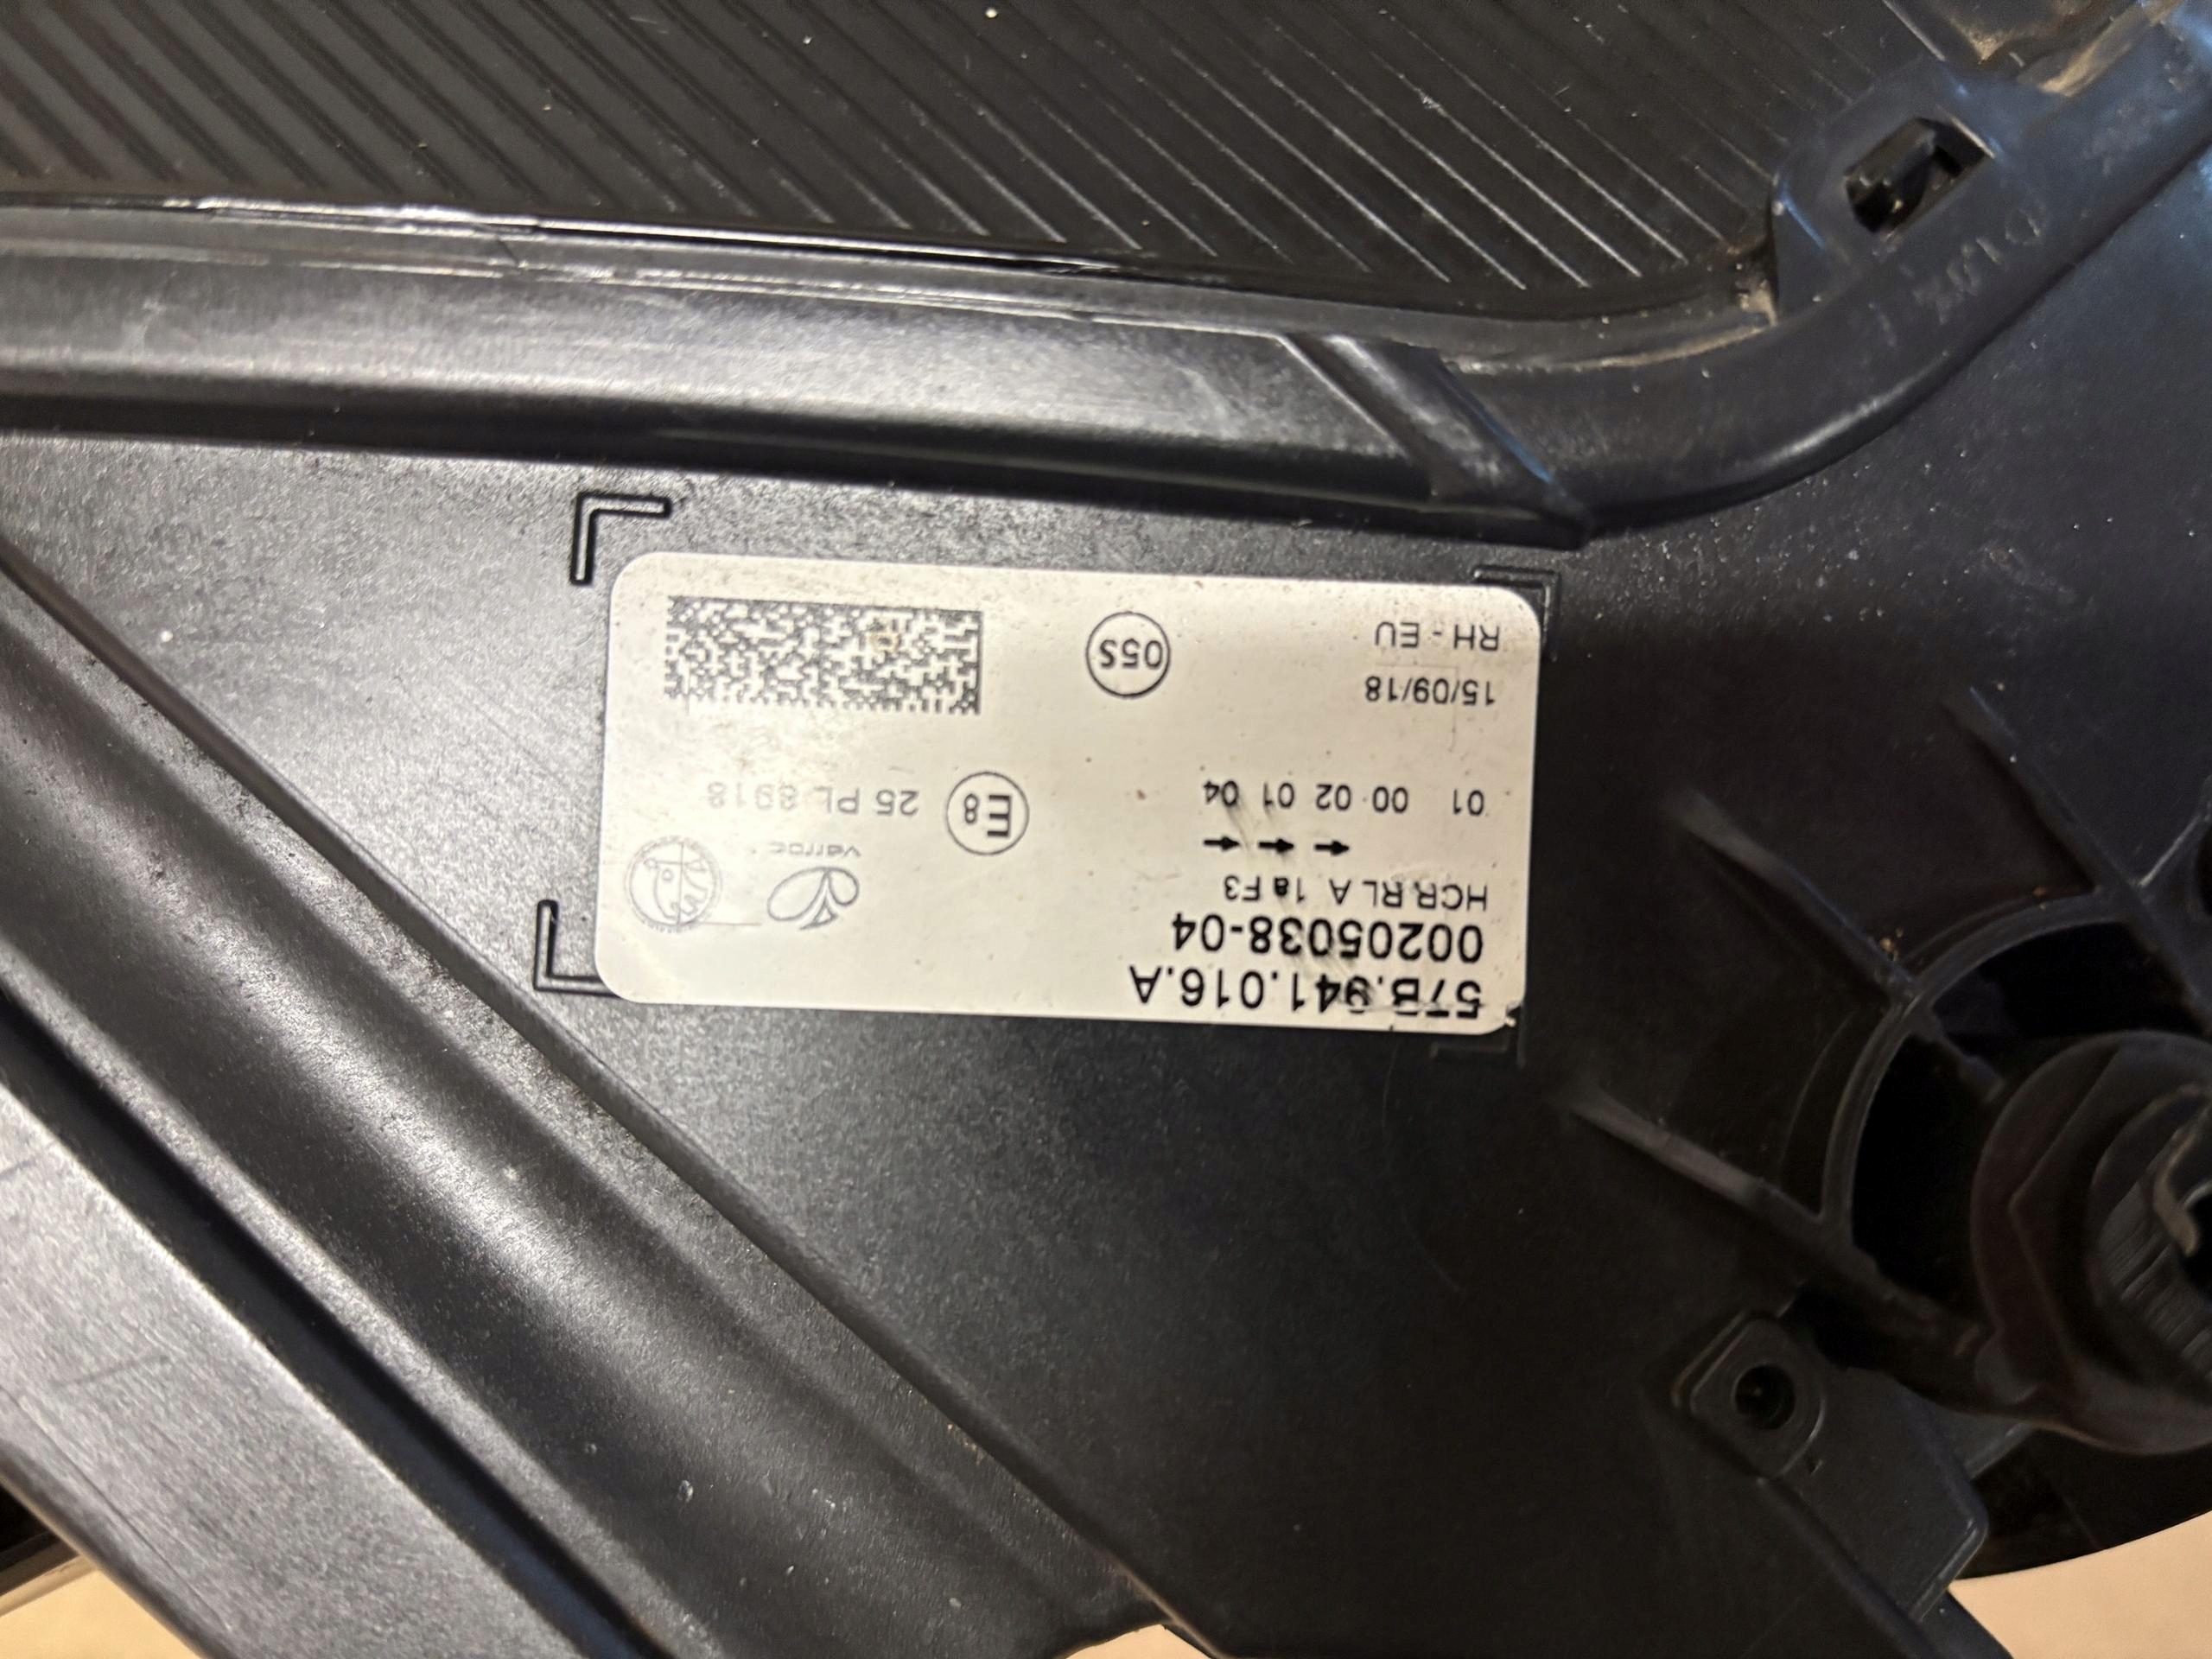 57B.941.016.A
00205038-04
HCR RL A 1a F3
01 00 02 01 04
E8
25 PL 8918
varroc
15/09/18
RH - EU
05S